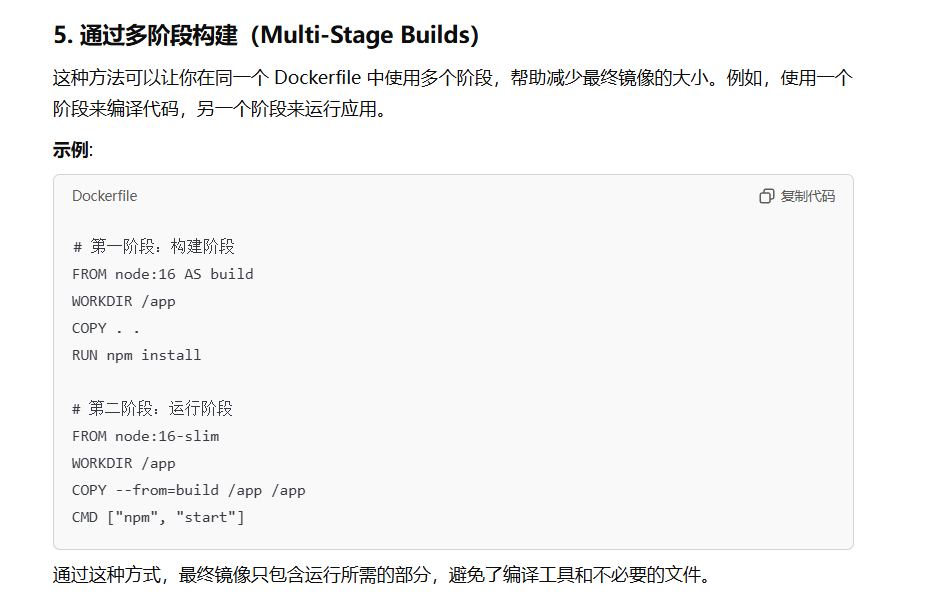 5. 通过多阶段构建（Multi-Stage Builds）
这种方法可以让你在同一个 Dockerfile 中使用多个阶段，帮助减少最终镜像的大小。例如，使用一个
阶段来编译代码，另一个阶段来运行应用。
示例:
Dockerfile 复制代码
# 第一阶段：构建阶段
FROM node:16 AS build
WORKDIR /app
COPY . .
RUN npm install
# 第二阶段：运行阶段
FROM node:16-slim
WORKDIR /app
COPY --from=build /app /app
CMD ["npm", "start"]
通过这种方式，最终镜像只包含运行所需的部分，避免了编译工具和不必要的文件。